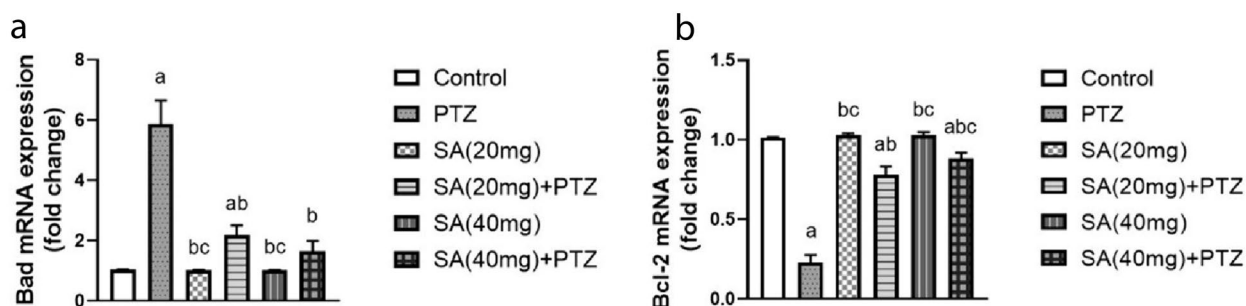 a
Bad mRNA expression
(fold change)
8
6
4
2
0
a
bc
ab
bc
b
Control
PTZ
SA(20mg)
SA(20mg)+PTZ
SA(40mg)
SA(40mg)+PTZ
b
Bcl-2 mRNA expression
(fold change)
1.5
1.0
0.5
0.0
a
bc
ab
bc
abc
Control
PTZ
SA(20mg)
SA(20mg)+PTZ
SA(40mg)
SA(40mg)+PTZ